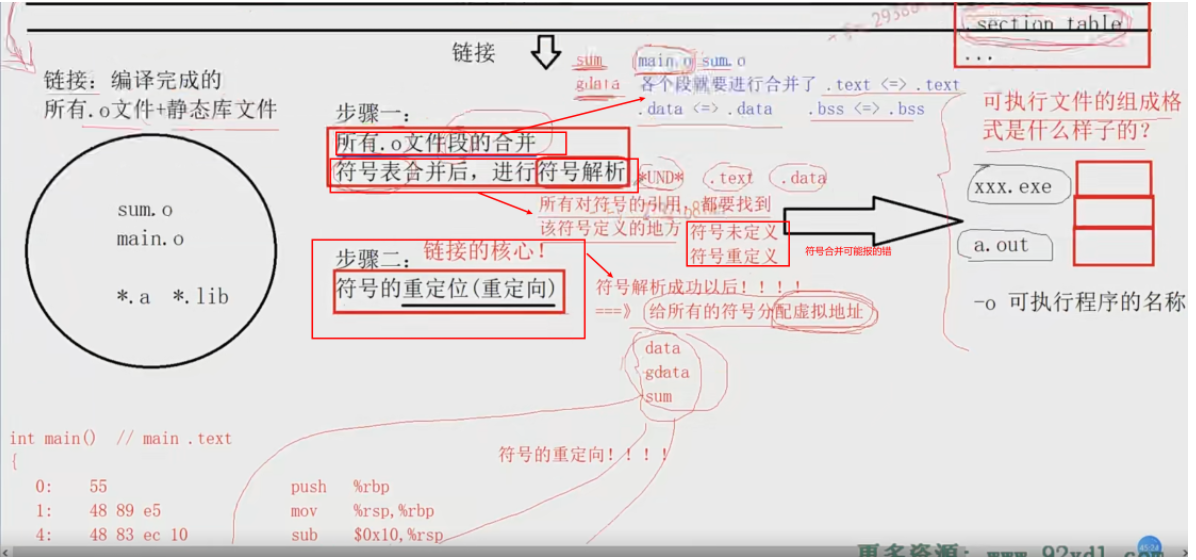 .section table
...
链接
sum main.o sum.o
gdata 各个段就要进行合并了 .text <=> .text
.data <=> .data .bss <=> .bss
链接：编译完成的
所有.o文件+静态库文件
sum.o
main.o
*.a *.lib
步骤一：
所有.o文件段的合并
符号表合并后，进行符号解析
*UND* .text .data
所有对符号的引用，都要找到
该符号定义的地方
符号未定义
符号重定义
符号合并可能报的错
步骤二：
链接的核心！
符号的重定位(重定向)
符号解析成功以后！！！！
===》 给所有的符号分配虚拟地址
data
gdata
sum
符号的重定向！！！！
可执行文件的组成格
式是什么样子的？
xxx.exe
a.out
-o 可执行程序的名称
int main() // main .text
{
0: 55 push %rbp
1: 48 89 e5 mov %rsp,%rbp
4: 48 83 ec 10 sub $0x10,%rsp